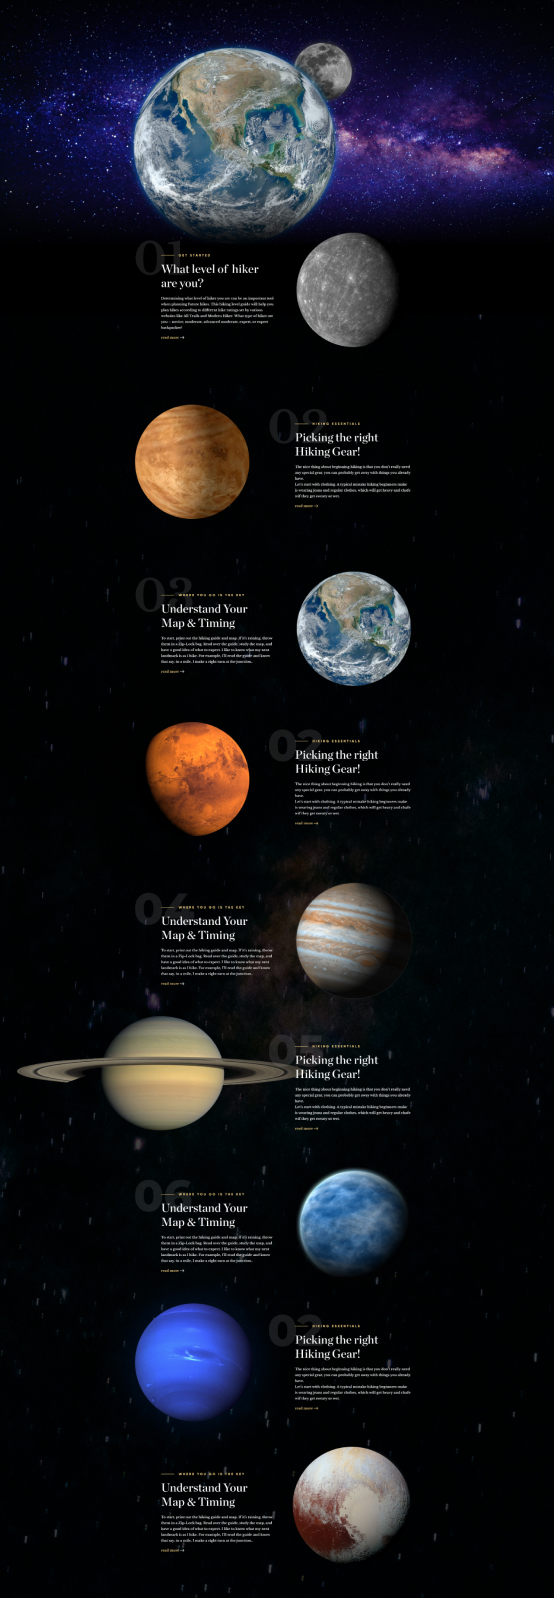 01
GET STARTED
What level of hiker
are you?
Determining what level of hiker you are can be an important tool
when planning future hikes. This hiking level guide will help you
plan hikes according to different hike ratings set by various
websites like All Trails and Modern Hiker. What type of hiker are
you – novice, moderate, advanced moderate, expert, or expert
backpacker?
read more →
02
HIKING ESSENTIALS
Picking the right
Hiking Gear!
The nice thing about beginning hiking is that you don't really need
any special gear, you can probably get away with things you already
have.
Let's start with clothing. A typical mistake hiking beginners make
is wearing jeans and regular clothes, which will get heavy and chafe
wif they get sweaty or wet.
read more →
03
WHERE YOU GO IS THE KEY
Understand Your
Map & Timing
To start, print out the hiking guide and map. If it's raining, throw
them in a Zip-Lock bag. Read over the guide, study the map, and
have a good idea of what to expect. I like to know what my next
landmark is as I hike. For example, I'll read the guide and know
that say, in a mile, I make a right turn at the junction..
read more →
02
HIKING ESSENTIALS
Picking the right
Hiking Gear!
The nice thing about beginning hiking is that you don't really need
any special gear, you can probably get away with things you already
have.
Let's start with clothing. A typical mistake hiking beginners make
is wearing jeans and regular clothes, which will get heavy and chafe
wif they get sweaty or wet.
read more →
04
WHERE YOU GO IS THE KEY
Understand Your
Map & Timing
To start, print out the hiking guide and map. If it's raining, throw
them in a Zip-Lock bag. Read over the guide, study the map, and
have a good idea of what to expect. I like to know what my next
landmark is as I hike. For example, I'll read the guide and know
that say, in a mile, I make a right turn at the junction..
read more →
05
HIKING ESSENTIALS
Picking the right
Hiking Gear!
The nice thing about beginning hiking is that you don't really need
any special gear, you can probably get away with things you already
have.
Let's start with clothing. A typical mistake hiking beginners make
is wearing jeans and regular clothes, which will get heavy and chafe
wif they get sweaty or wet.
read more →
06
WHERE YOU GO IS THE KEY
Understand Your
Map & Timing
To start, print out the hiking guide and map. If it's raining, throw
them in a Zip-Lock bag. Read over the guide, study the map, and
have a good idea of what to expect. I like to know what my next
landmark is as I hike. For example, I'll read the guide and know
that say, in a mile, I make a right turn at the junction..
read more →
02
HIKING ESSENTIALS
Picking the right
Hiking Gear!
The nice thing about beginning hiking is that you don't really need
any special gear, you can probably get away with things you already
have.
Let's start with clothing. A typical mistake hiking beginners make
is wearing jeans and regular clothes, which will get heavy and chafe
wif they get sweaty or wet.
read more →
WHERE YOU GO IS THE KEY
Understand Your
Map & Timing
To start, print out the hiking guide and map. If it's raining, throw
them in a Zip-Lock bag. Read over the guide, study the map, and
have a good idea of what to expect. I like to know what my next
landmark is as I hike. For example, I'll read the guide and know
that say, in a mile, I make a right turn at the junction..
read more →